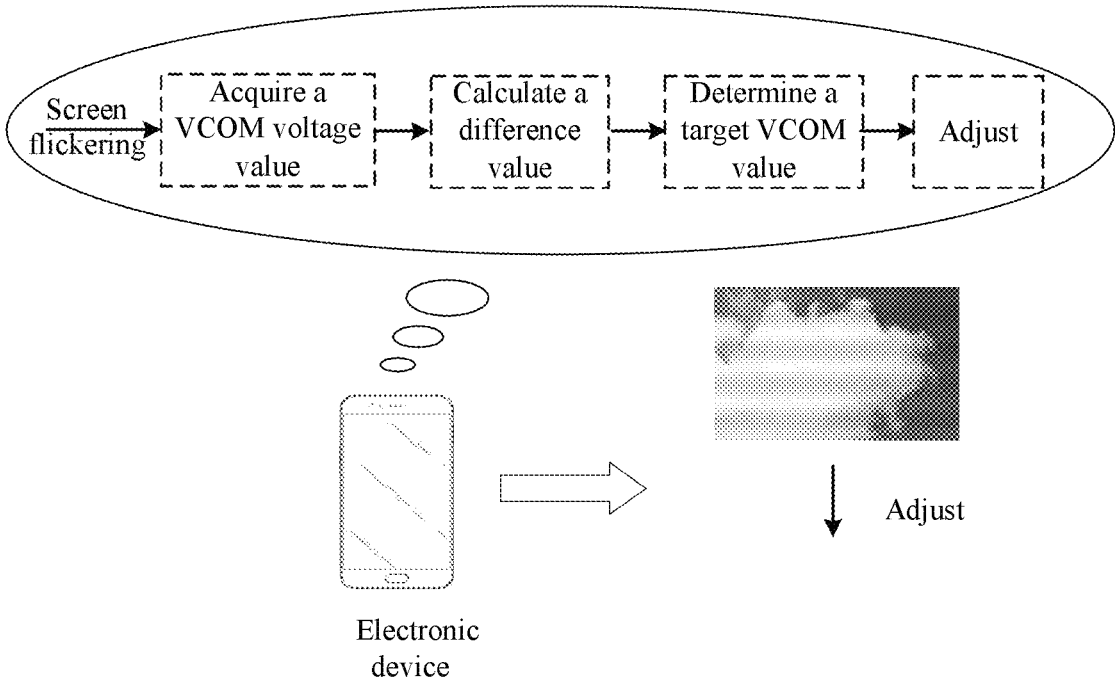 Screen
flickering
Acquire a
VCOM voltage
value
Calculate a
difference
value
Determine a
target VCOM
value
Adjust
Adjust
Electronic
device